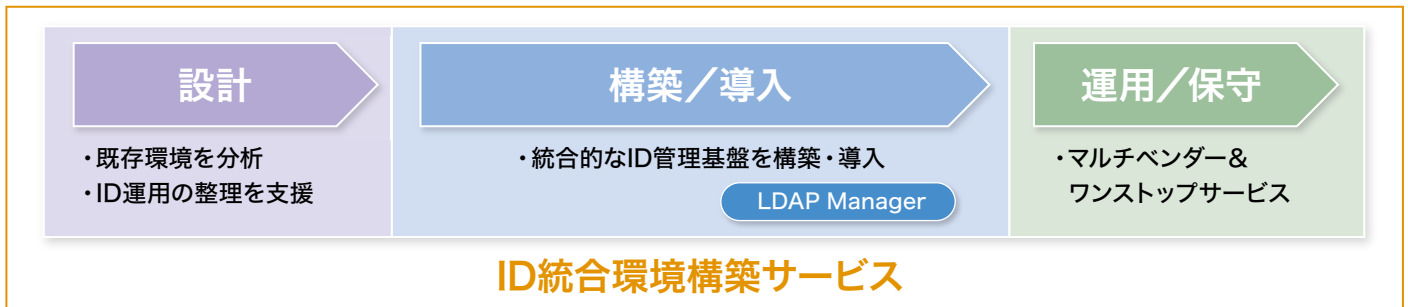 設計
・既存環境を分析
・ID運用の整理を支援
構築／導入
・統合的なID管理基盤を構築・導入
LDAP Manager
運用／保守
・マルチベンダー＆
ワンストップサービス
ID統合環境構築サービス